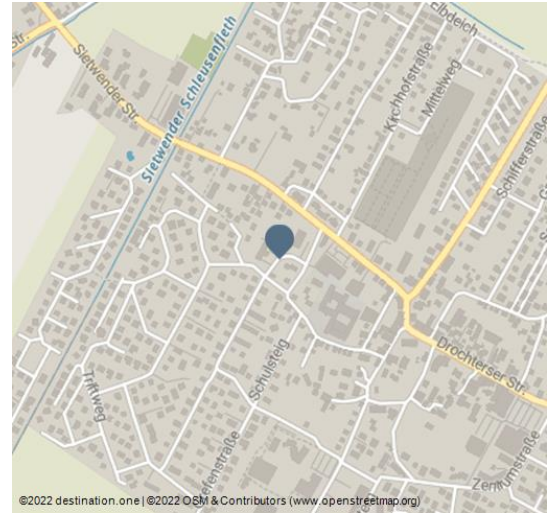 Elbdeich
Str.
Sietwender Str.
Sietwender Schleusenfleth
Kirchhofstraße
Mittelweg
Schifferstraße
Drochterser Str.
Schulsteig
Triftweg
Zentrumstraße
©2022 destination.one | ©2022 OSM & Contributors (www.openstreetmap.org)